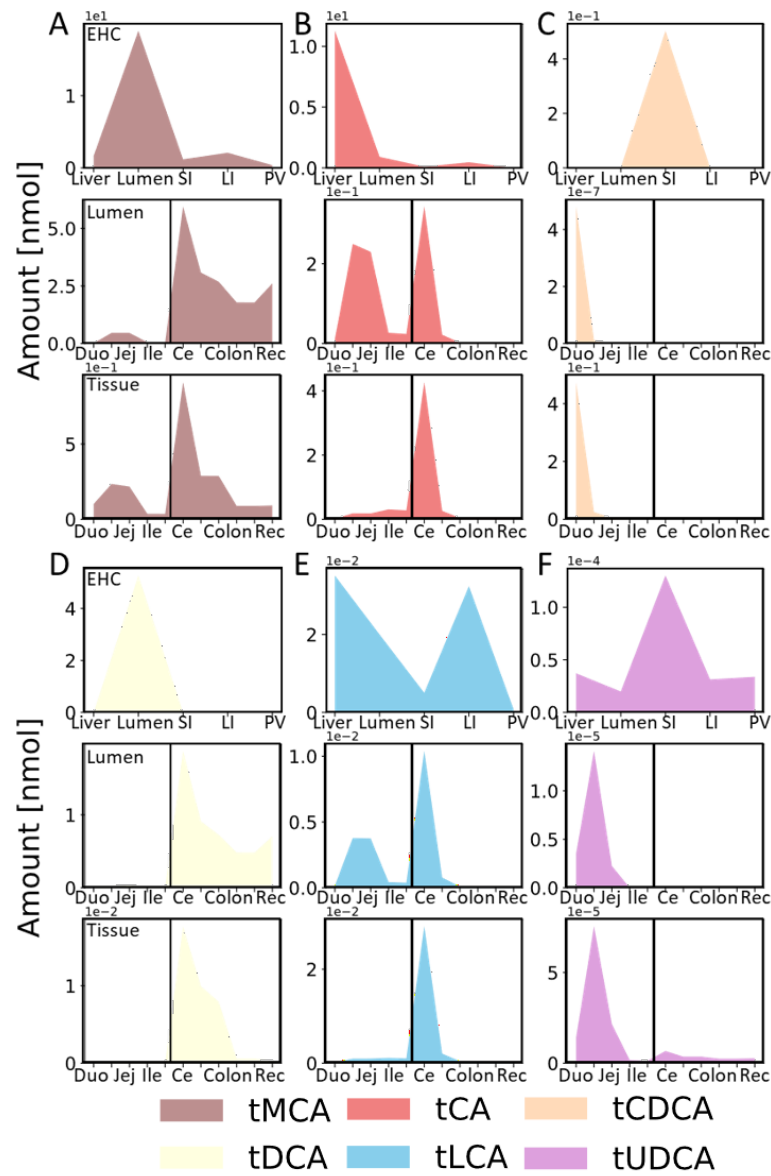 A B C
1e1 1e1 4e-1
EHC
1 0
1.0 0.5 0.0
4 2 0
Liver Lumen SI LI PV Liver Lumen SI LI PV Liver Lumen SI LI PV
1e-1 1e-7
Lumen
5.0 2.5 0.0
2 0
4 2 0
Duo Jej Ile Ce Colon Rec Duo Jej Ile Ce Colon Rec Duo Jej Ile Ce Colon Rec
1e-1 1e-1 1e-1
Tissue
5 0
4 2 0
4 2 0
Duo Jej Ile Ce Colon Rec Duo Jej Ile Ce Colon Rec Duo Jej Ile Ce Colon Rec
Amount [nmol]
D E F
1e-2 1e-4
EHC
4 2 0
2 0
1.0 0.5 0.0
Liver Lumen SI LI PV Liver Lumen SI LI PV Liver Lumen SI LI PV
1e-2 1e-5
Lumen
1 0
1.0 0.5 0.0
1.0 0.5 0.0
Duo Jej Ile Ce Colon Rec Duo Jej Ile Ce Colon Rec Duo Jej Ile Ce Colon Rec
1e-2 1e-2 1e-5
Tissue
1 0
2 0
5 0
Duo Jej Ile Ce Colon Rec Duo Jej Ile Ce Colon Rec Duo Jej Ile Ce Colon Rec
Amount [nmol]
tMCA tCA tCDCA
tDCA tLCA tUDCA